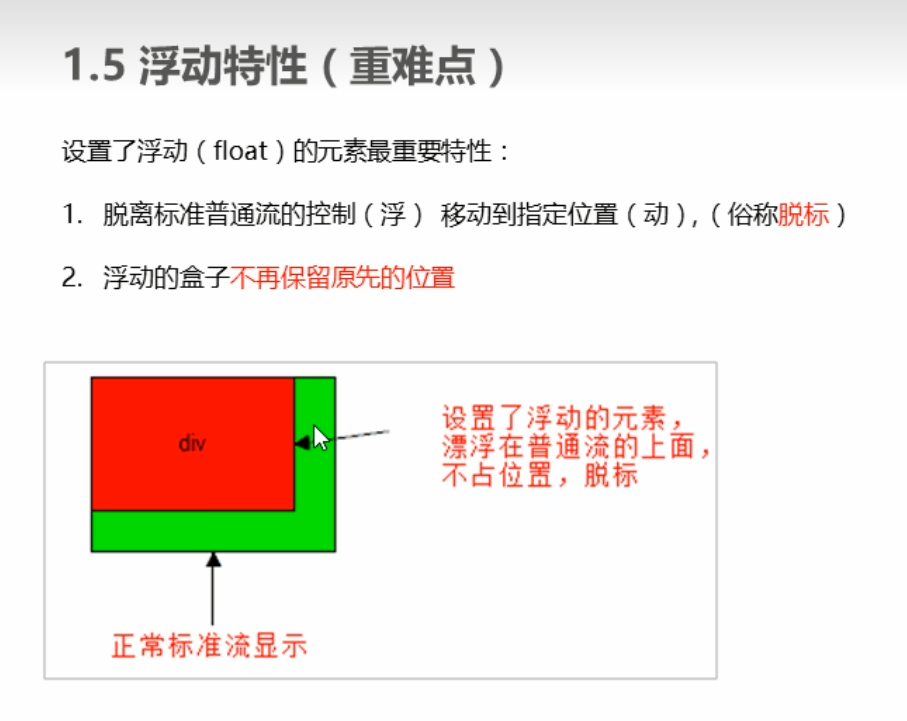 1.5 浮动特性（重难点）
设置了浮动（float）的元素最重要特性：
1. 脱离标准普通流的控制（浮） 移动到指定位置（动），（俗称脱标）
2. 浮动的盒子不再保留原先的位置
div
设置了浮动的元素，
漂浮在普通流的上面，
不占位置，脱标
正常标准流显示